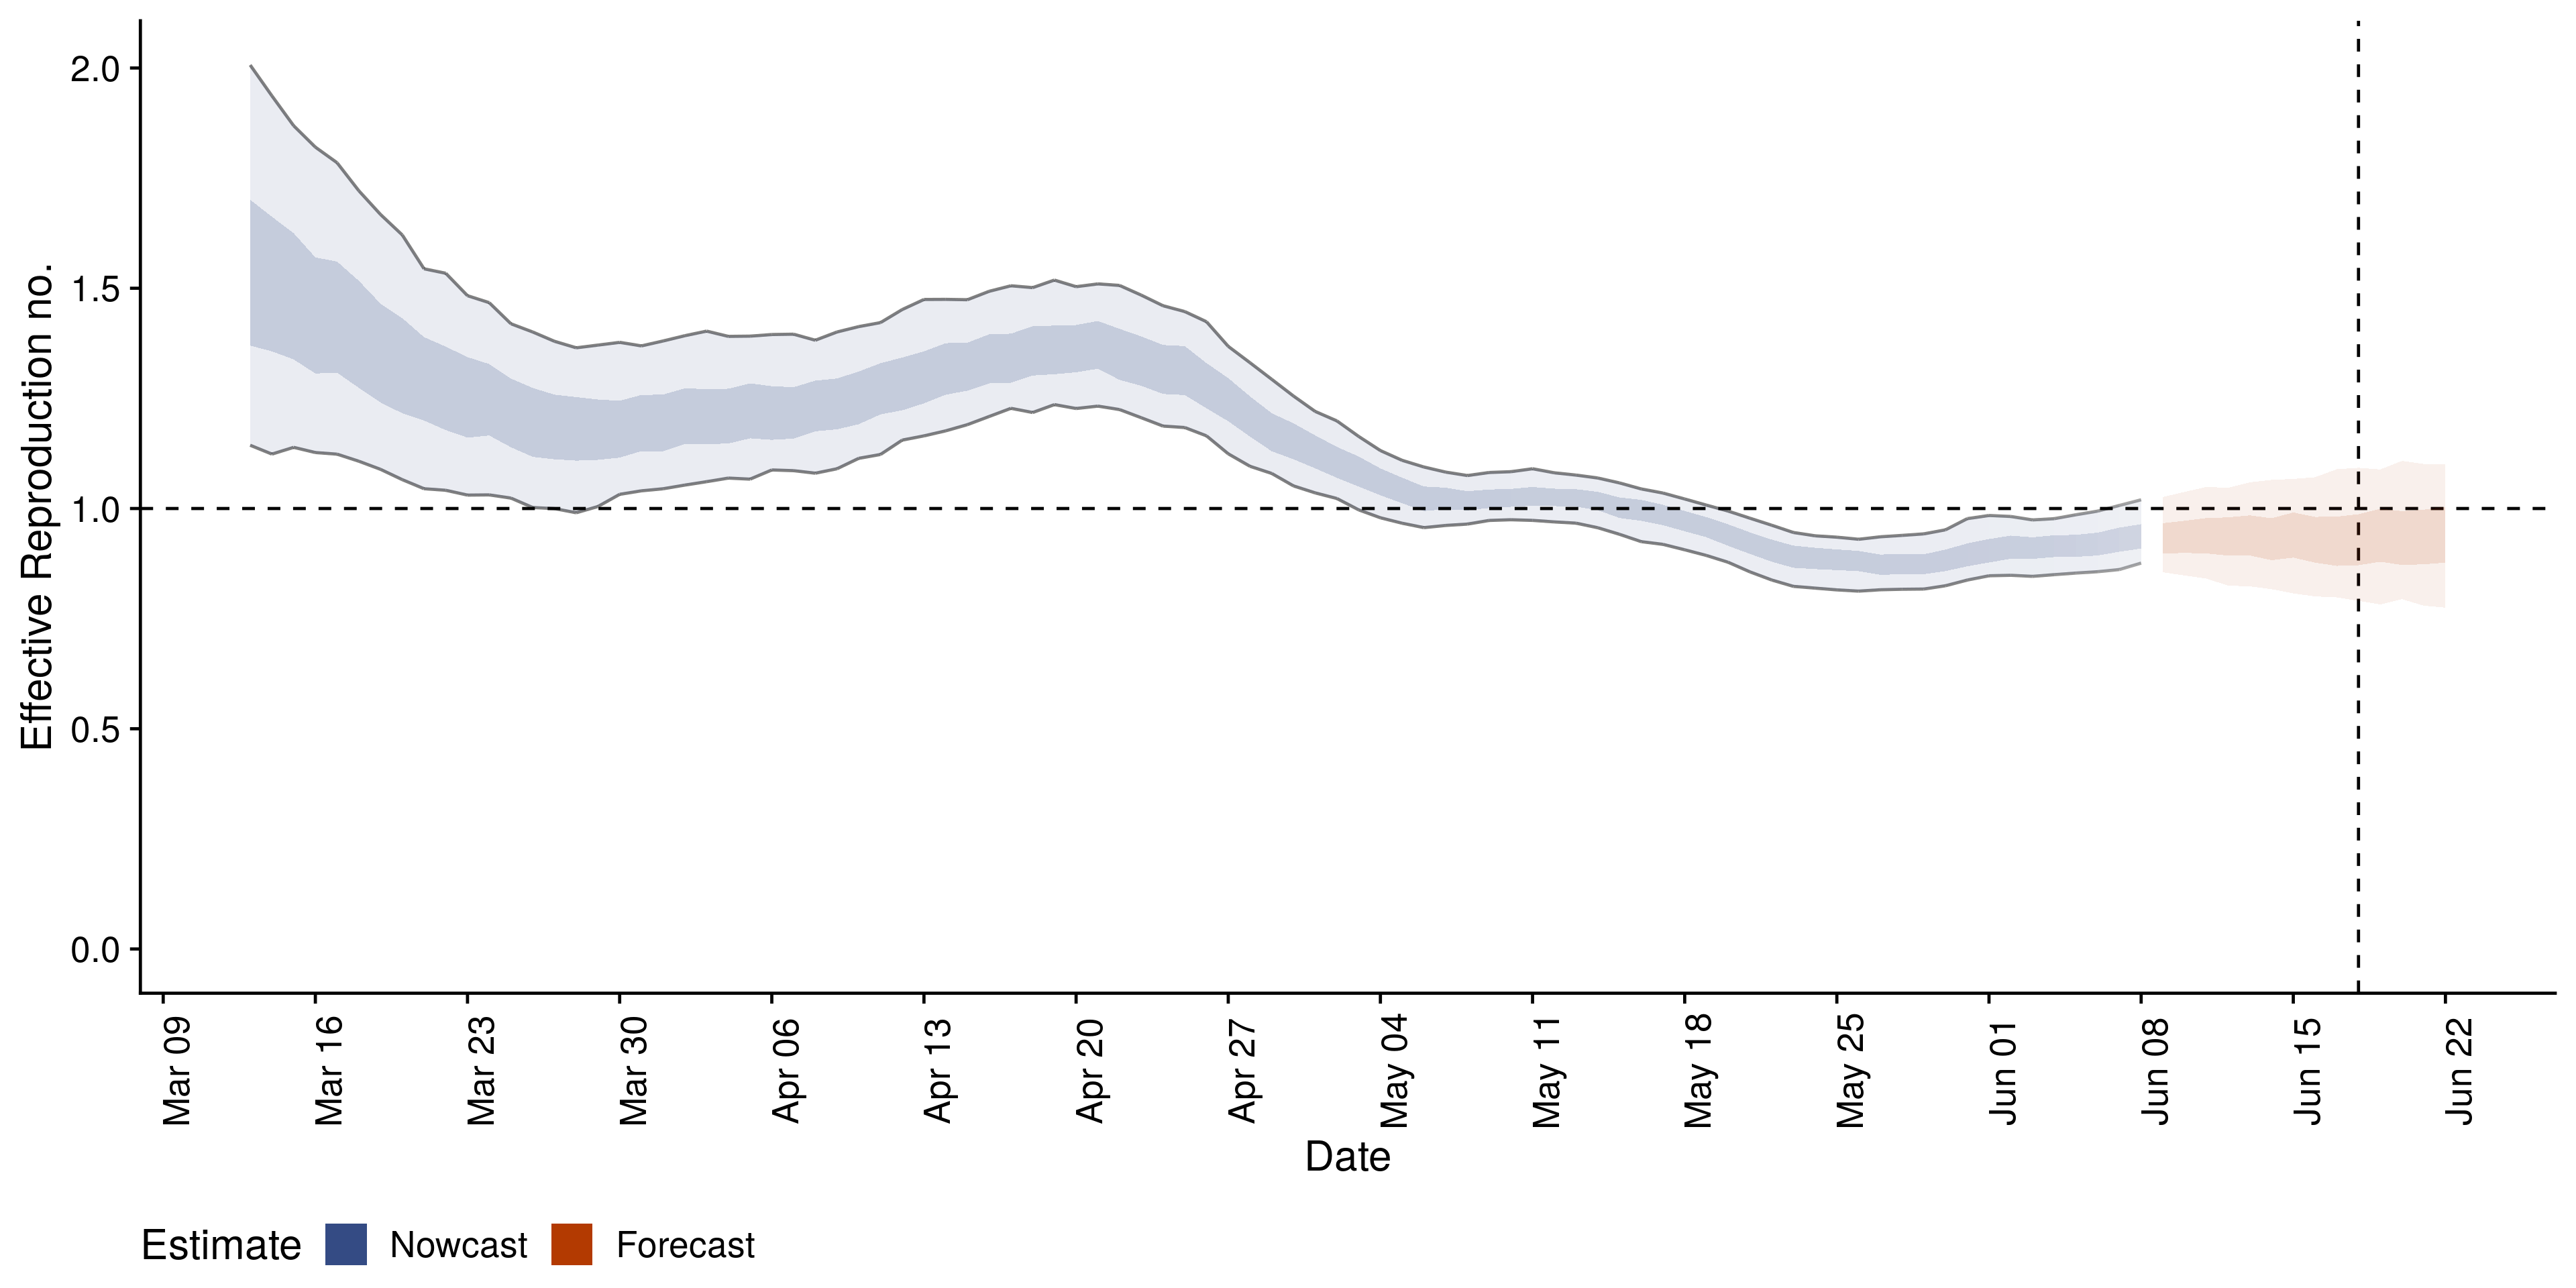 Effective Reproduction no.
2.0
1.5
1.0
0.5
0.0
Mar 09
Mar 16
Mar 23
Mar 30
Apr 06
Apr 13
Apr 20
Apr 27
May 04
May 11
May 18
May 25
Jun 01
Jun 08
Jun 15
Jun 22
Date
Estimate Nowcast Forecast